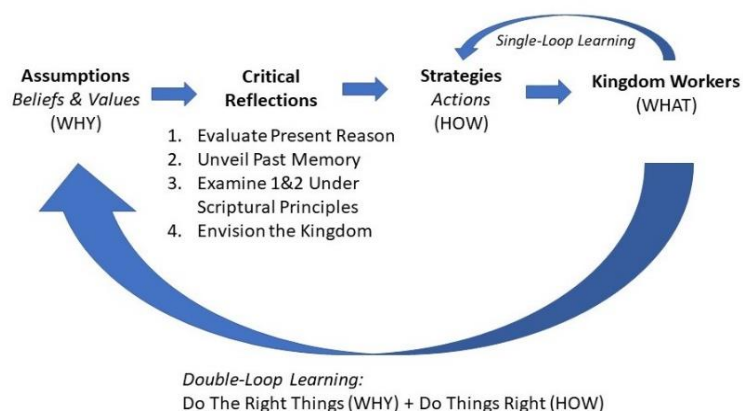 Single-Loop Learning
Assumptions
Beliefs & Values
(WHY)
Critical
Reflections
1. Evaluate Present Reason
2. Unveil Past Memory
3. Examine 1&2 Under
Scriptural Principles
4. Envision the Kingdom
Strategies
Actions
(HOW)
Kingdom Workers
(WHAT)
Double-Loop Learning:
Do The Right Things (WHY) + Do Things Right (HOW)